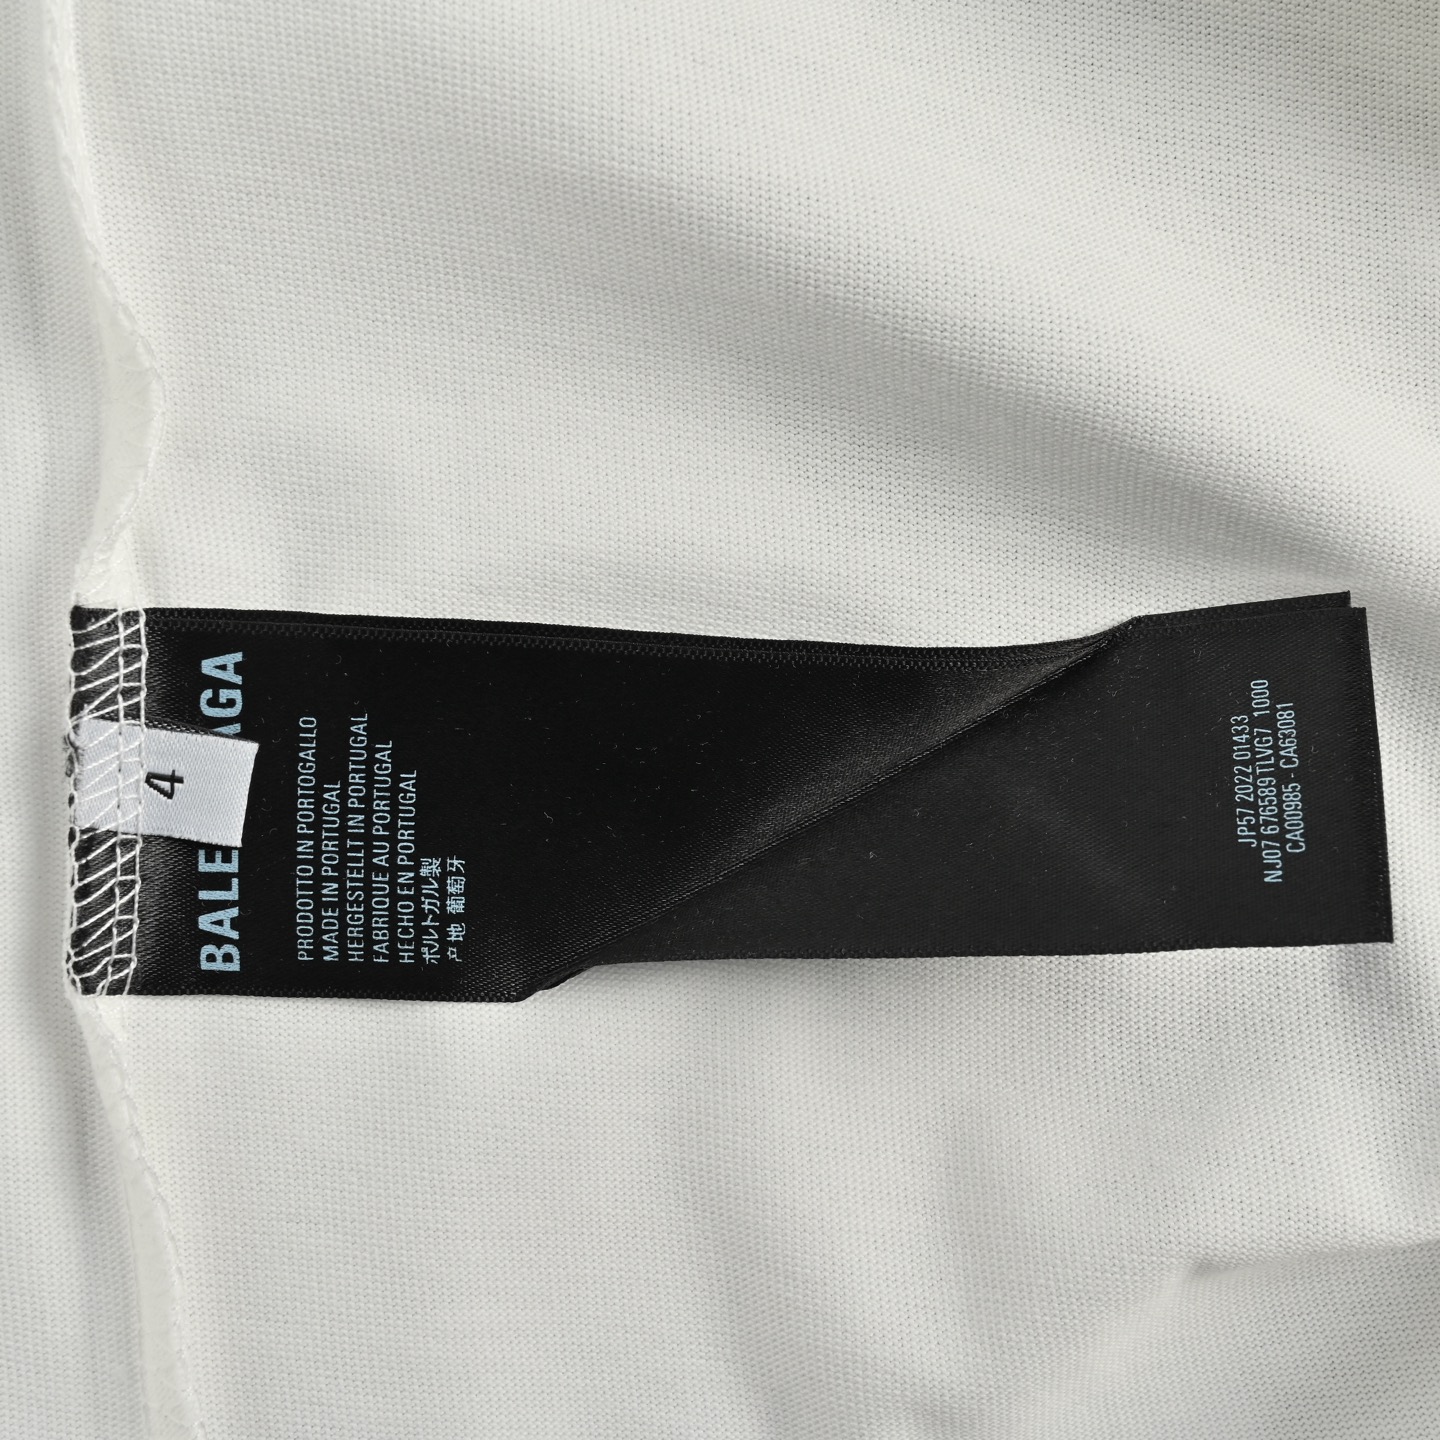 BALE AGA
4
PRODOTTO IN PORTOGALLO
MADE IN PORTUGAL
HERGESTELLT IN PORTUGAL
FABRIQUE AU PORTUGAL
HECHO EN PORTUGAL
ポルトガル製
产地 葡萄牙
JP57 2022 01433
NJ07 676589 TLVG7 1000
CA00985 - CA63081